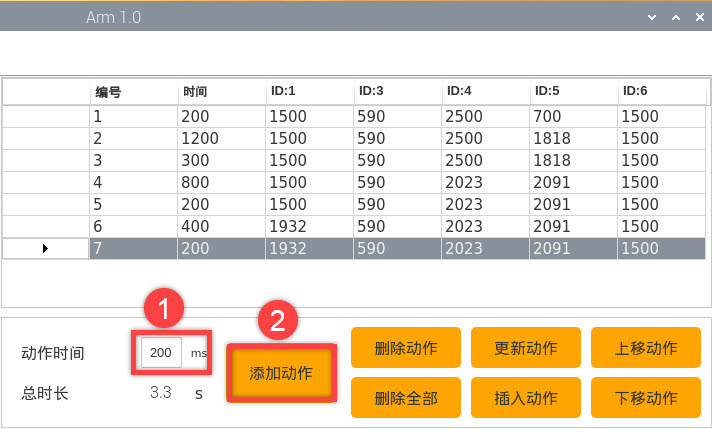 Arm 1.0
编号 时间 ID:1 ID:3 ID:4 ID:5 ID:6
1 200 1500 590 2500 700 1500
2 1200 1500 590 2500 1818 1500
3 300 1500 590 2500 1818 1500
4 800 1500 590 2023 2091 1500
5 200 1500 590 2023 2091 1500
6 400 1932 590 2023 2091 1500
7 200 1932 590 2023 2091 1500
1 2
删除动作 更新动作 上移动作
动作时间 200 ms
添加动作
总时长 3.3 s
删除全部 插入动作 下移动作